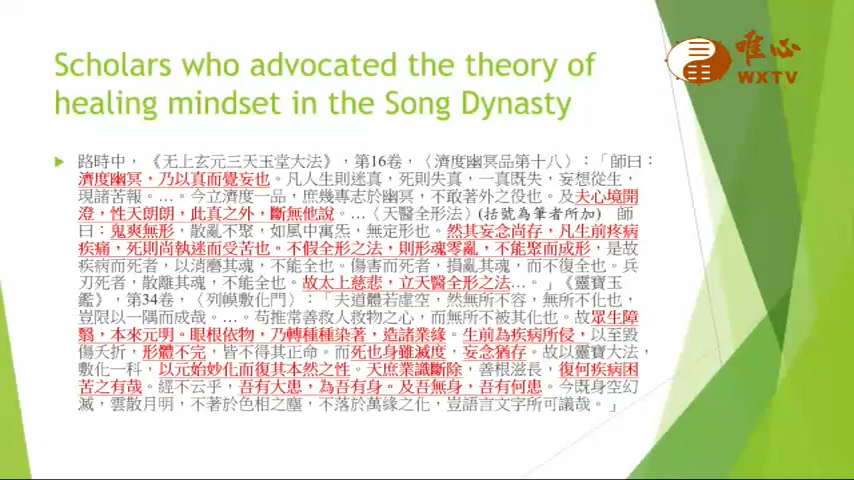 Scholars who advocated the theory of
healing mindset in the Song Dynasty
唯心
WXTV
路時中，《无上玄元三天玉堂大法》，第16卷，〈濟度幽冥品第十八〉：「師曰：
濟度幽冥，乃以真而覺妄也。凡人生則迷真，死則失真，一真既失，妄想從生，
現諸苦報。…。今立濟度一品，庶幾專志於幽冥，不敢著外之役也。及夫心境開
澄，性天朗朗，此真之外，斷無他說。…〈天醫全形法〉(括號為筆者所加) 師
曰：鬼爽無形，散亂不聚，如風中寓炁，無定形也。然其妄念尚存，凡生前疼病
疾痛，死則尚執迷而受苦也。不假全形之法，則形魂零亂，不能聚而成形，是故
疾病而死者，以消磨其魂，不能全也。傷害而死者，損亂其魂，而不復全也。兵
刃死者，散離其魂，不能全也。故太上慈悲，立天醫全形之法…。」《靈寶玉
鑑》，第34卷，〈列幙敷化門〉：「夫道體若虛空，然無所不容，無所不化也，
豈限以一隅而成哉。…。苟推常善救人救物之心，而無所不被其化也。故眾生障
翳，本來元明。眼根依物，乃轉種種染著，造諸業緣。生前為疾病所侵，以至毀
傷夭折，形體不完，皆不得其正命。而死也身雖滅度，妄念猶存。故以靈寶大法，
敷化一科，以元始妙化而復其本然之性。天庶業識斷除，善根滋長，復何疾病困
苦之有哉。經不云乎，吾有大患，為吾有身。及吾無身，吾有何患。今既身空幻
滅，雲散月明，不著於色相之塵，不落於萬緣之化，豈語言文字所可議哉。」